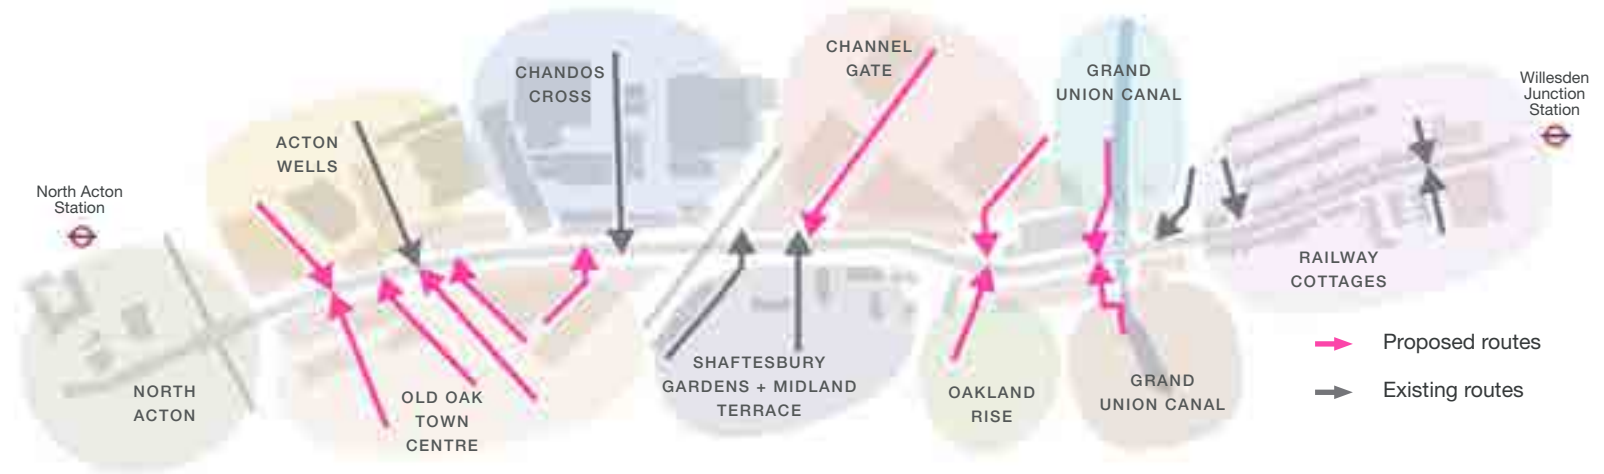 North Acton
Station
ACTON
WELLS
CHANDOS
CROSS
CHANNEL
GATE
GRAND
UNION CANAL
Willesden
Junction
Station
NORTH
ACTON
OLD OAK
TOWN
CENTRE
SHAFTESBURY
GARDENS + MIDLAND
TERRACE
OAKLAND
RISE
GRAND
UNION CANAL
RAILWAY
COTTAGES
Proposed routes
Existing routes